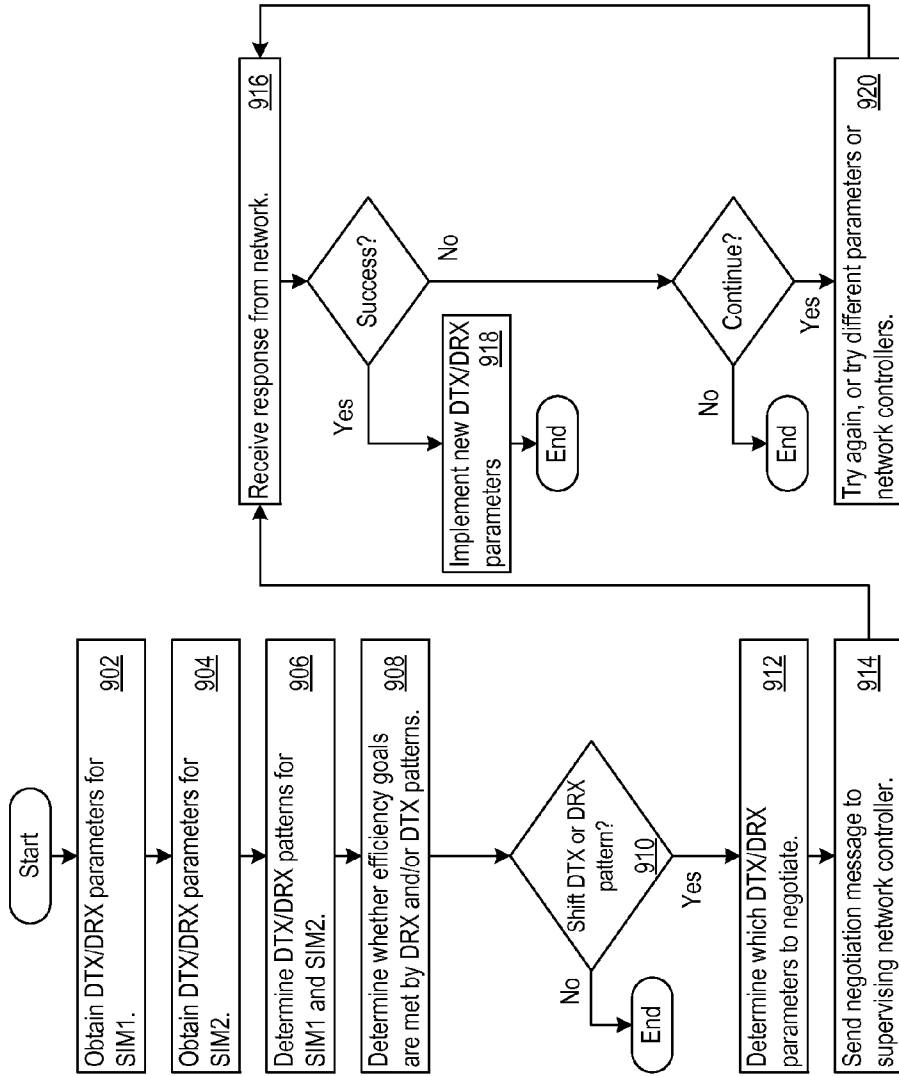 Start
Obtain DTX/DRX parameters for
SIM1.
902
Obtain DTX/DRX parameters for
SIM2.
904
Determine DTX/DRX patterns for
SIM1 and SIM2.
906
Determine whether efficiency goals
are met by DRX and/or DTX patterns.
908
Shift DTX or DRX
pattern?
910
No
End
Yes
Determine which DTX/DRX
parameters to negotiate.
912
Send negotiation message to
supervising network controller.
914
Receive response from network.
916
Success?
Yes
No
Implement new DTX/DRX
parameters
918
End
Continue?
No
End
Yes
Try again, or try different parameters or
network controllers.
920